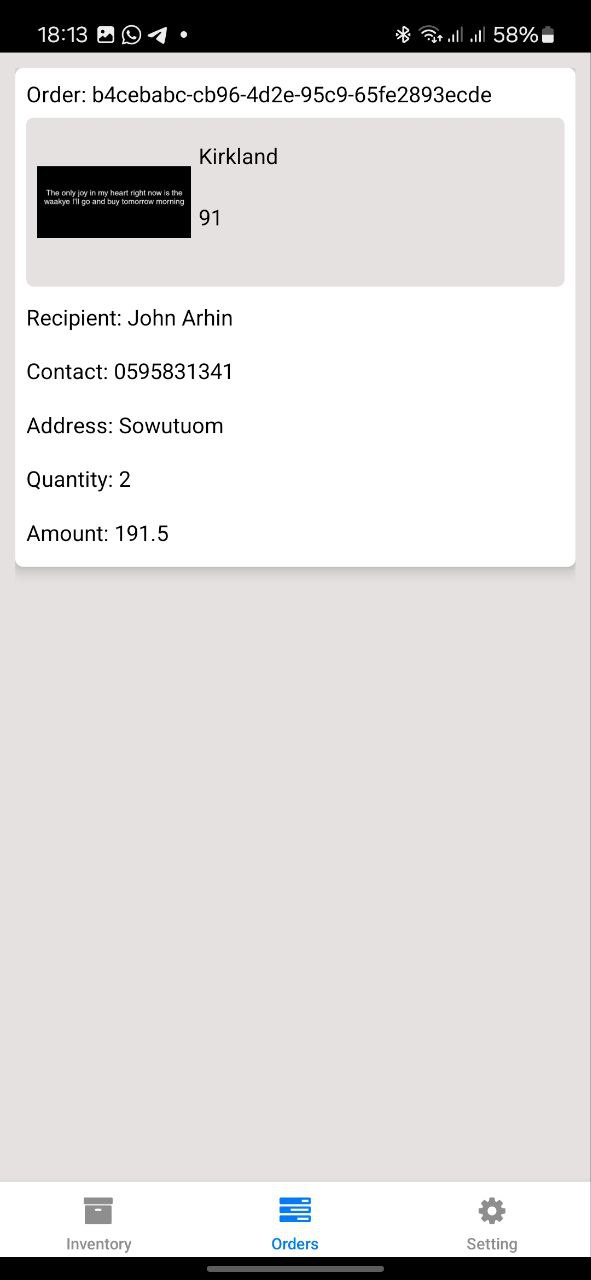 18:13
58%
Order: b4cebabc-cb96-4d2e-95c9-65fe2893ecde
Kirkland
The only joy in my heart right now is the
waakye I'll go and buy tomorrow morning
91
Recipient: John Arhin
Contact: 0595831341
Address: Sowutuom
Quantity: 2
Amount: 191.5
Inventory
Orders
Setting